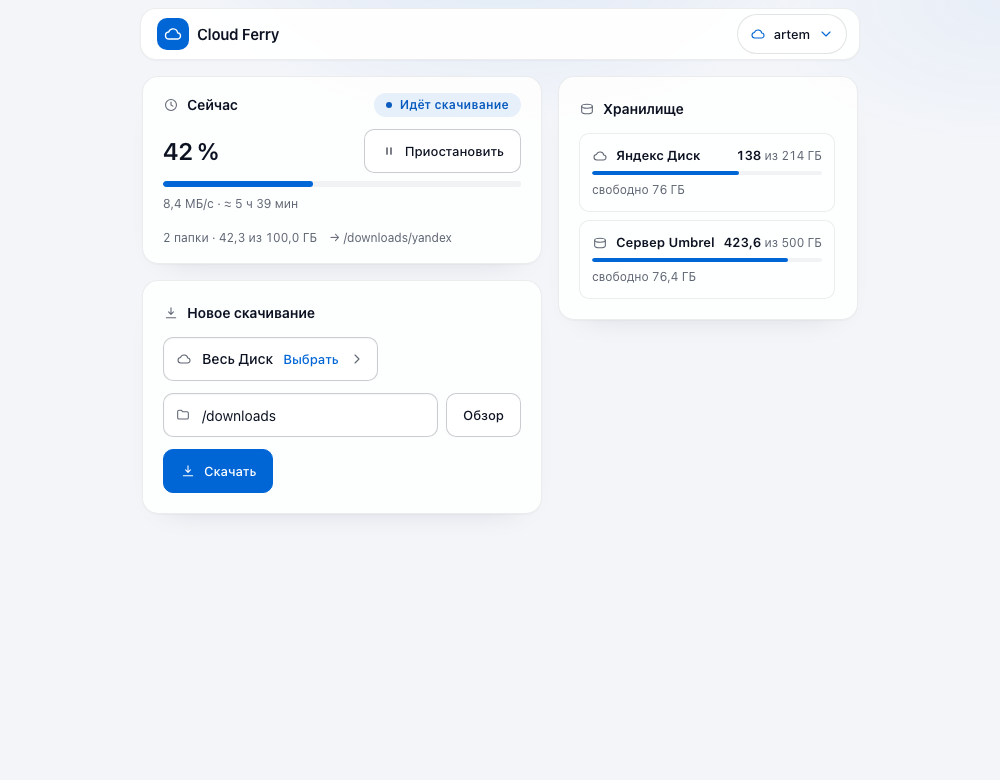 Cloud Ferry
artem
Сейчас
Идёт скачивание
42 %
Приостановить
8,4 МБ/с · ≈ 5 ч 39 мин
2 папки · 42,3 из 100,0 ГБ → /downloads/yandex
Новое скачивание
Весь Диск Выбрать
/downloads
Обзор
Скачать
Хранилище
Яндекс Диск 138 из 214 ГБ
свободно 76 ГБ
Сервер Umbrel 423,6 из 500 ГБ
свободно 76,4 ГБ